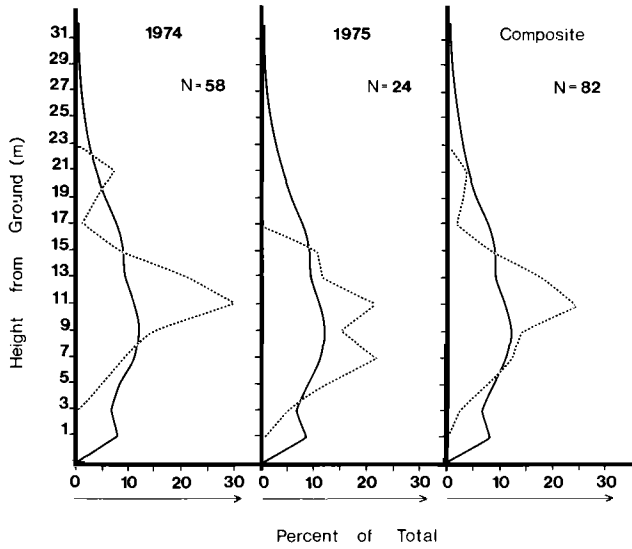 1974
1975
Composite
N = 58
N = 24
N = 82
Height from Ground (m)
31
29
27
25
23
21
19
17
15
13
11
9
7
5
3
1
0 10 20 30
0 10 20 30
0 10 20 30
Percent of Total